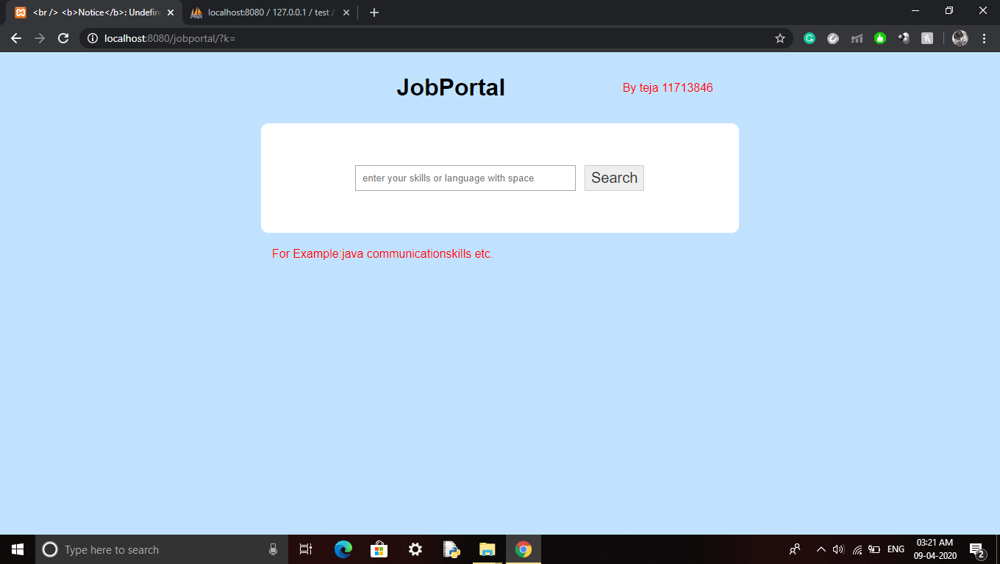 <br /> <b>Notice</b>: Undefin
localhost:8080 / 127.0.0.1 / test /
localhost:8080/jobportal/?k=
JobPortal
By teja 11713846
enter your skills or language with space
Search
For Example:java communicationskills etc.
Type here to search
ENG
03:21 AM
09-04-2020
2